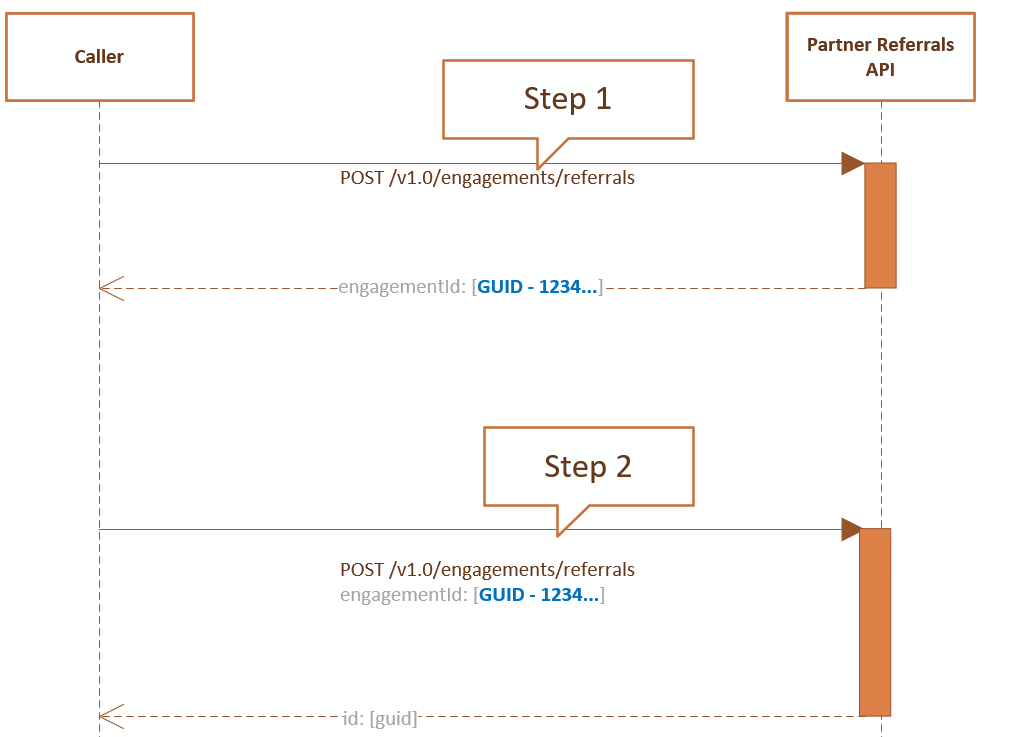 Caller
Partner Referrals
API
Step 1
POST /v1.0/engagements/referrals
engagementId: [GUID - 1234...]
Step 2
POST /v1.0/engagements/referrals
engagementId: [GUID - 1234...]
id: [guid]